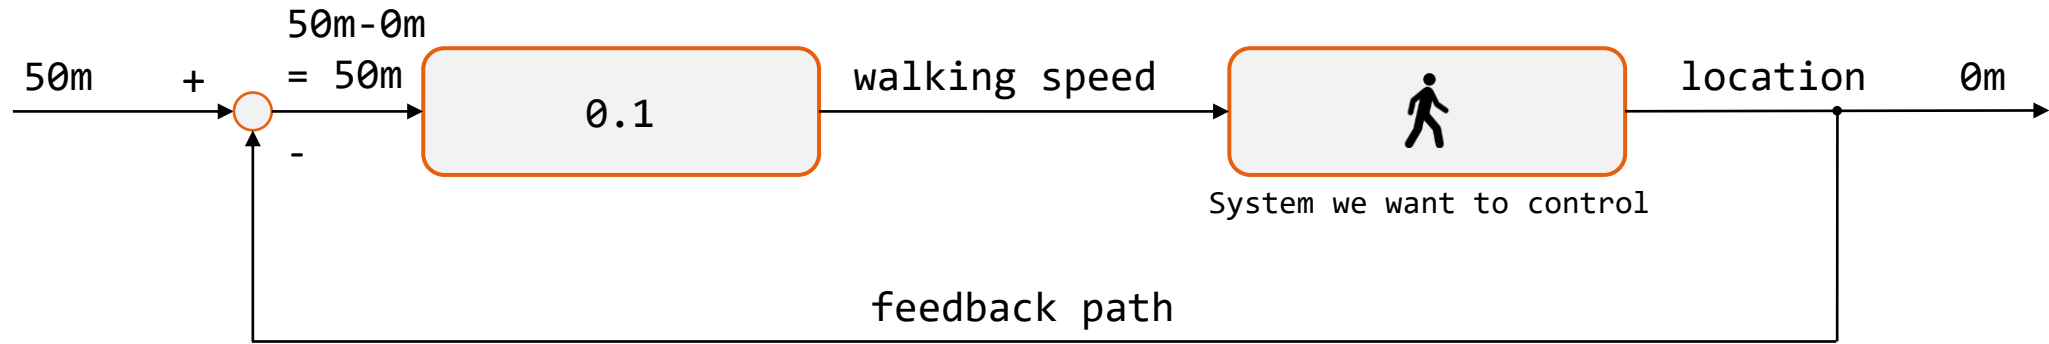 50m-0m
50m + = 50m walking speed location 0m
0.1
-
System we want to control
feedback path